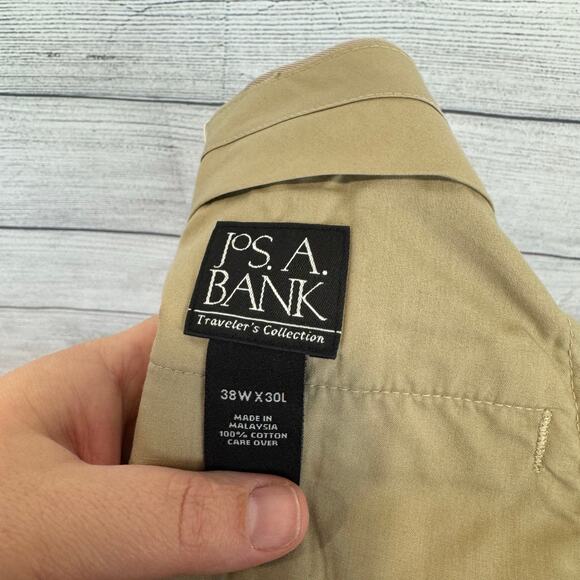 JOS. A.
BANK
Traveler's Collection
38W X 30L
MADE IN
MALAYSIA
100% COTTON
CARE OVER